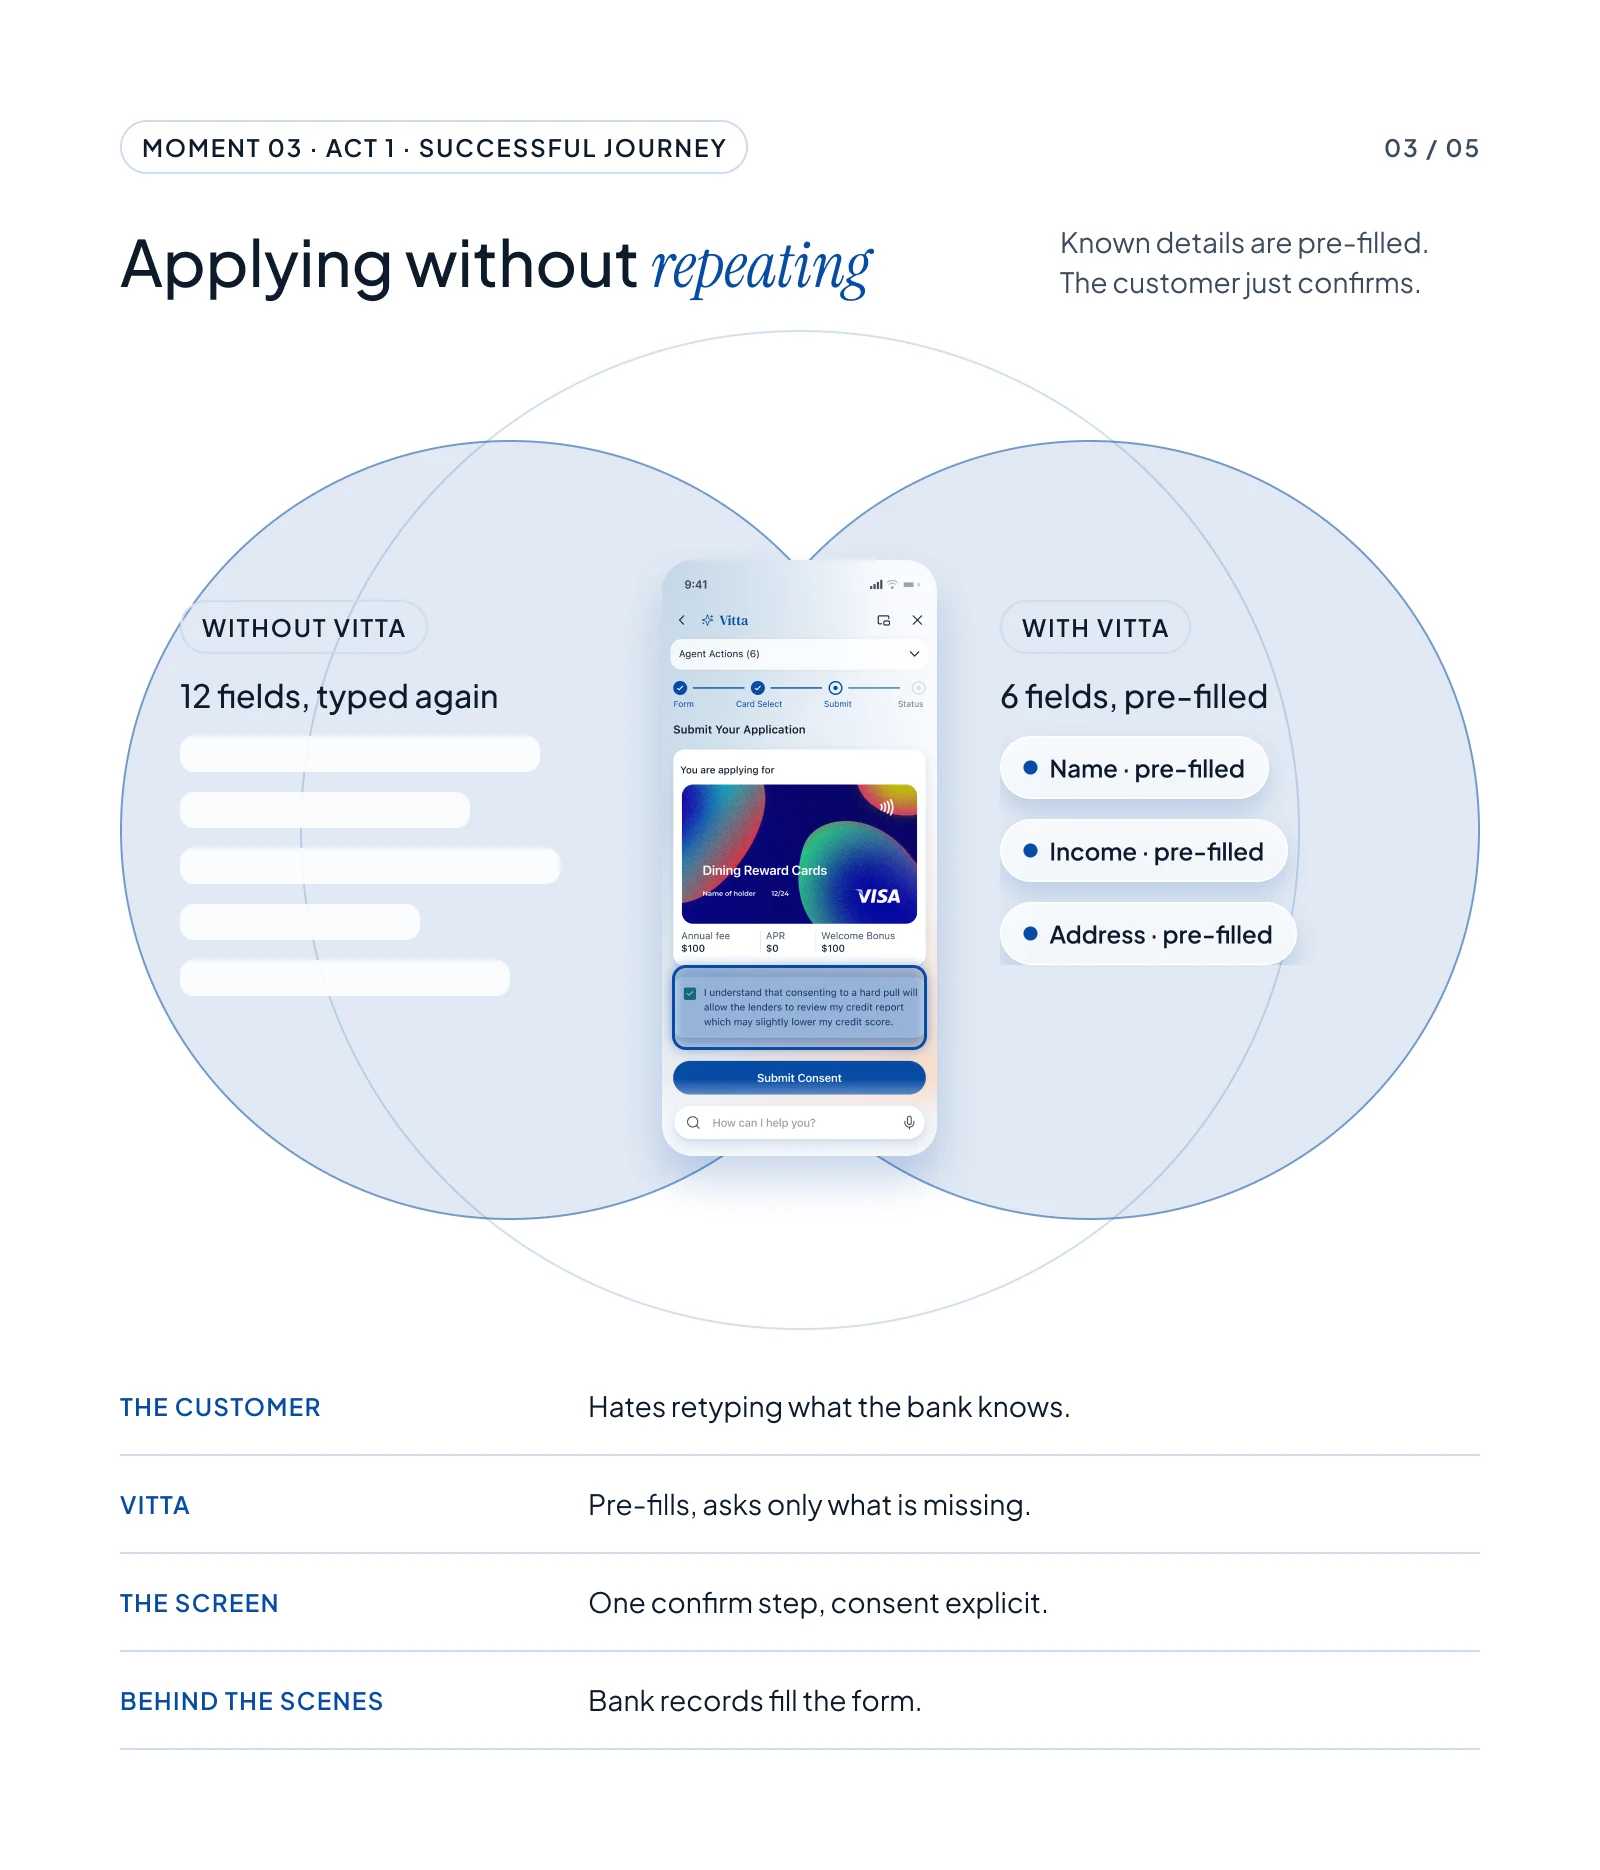 MOMENT 03 · ACT 1 · SUCCESSFUL JOURNEY
03 / 05
Applying without repeating
Known details are pre-filled.
The customer just confirms.
WITHOUT VITTA
12 fields, typed again
9:41
Vitta
Agent Actions (6)
Form
Card Select
Submit
Status
Submit Your Application
You are applying for
Dining Reward Cards
Name of holder 12/24
VISA
Annual fee
$100
APR
$0
Welcome Bonus
$100
I understand that consenting to a hard pull will
allow the lenders to review my credit report
which may slightly lower my credit score.
Submit Consent
How can I help you?
WITH VITTA
6 fields, pre-filled
Name · pre-filled
Income · pre-filled
Address · pre-filled
THE CUSTOMER
Hates retyping what the bank knows.
VITTA
Pre-fills, asks only what is missing.
THE SCREEN
One confirm step, consent explicit.
BEHIND THE SCENES
Bank records fill the form.